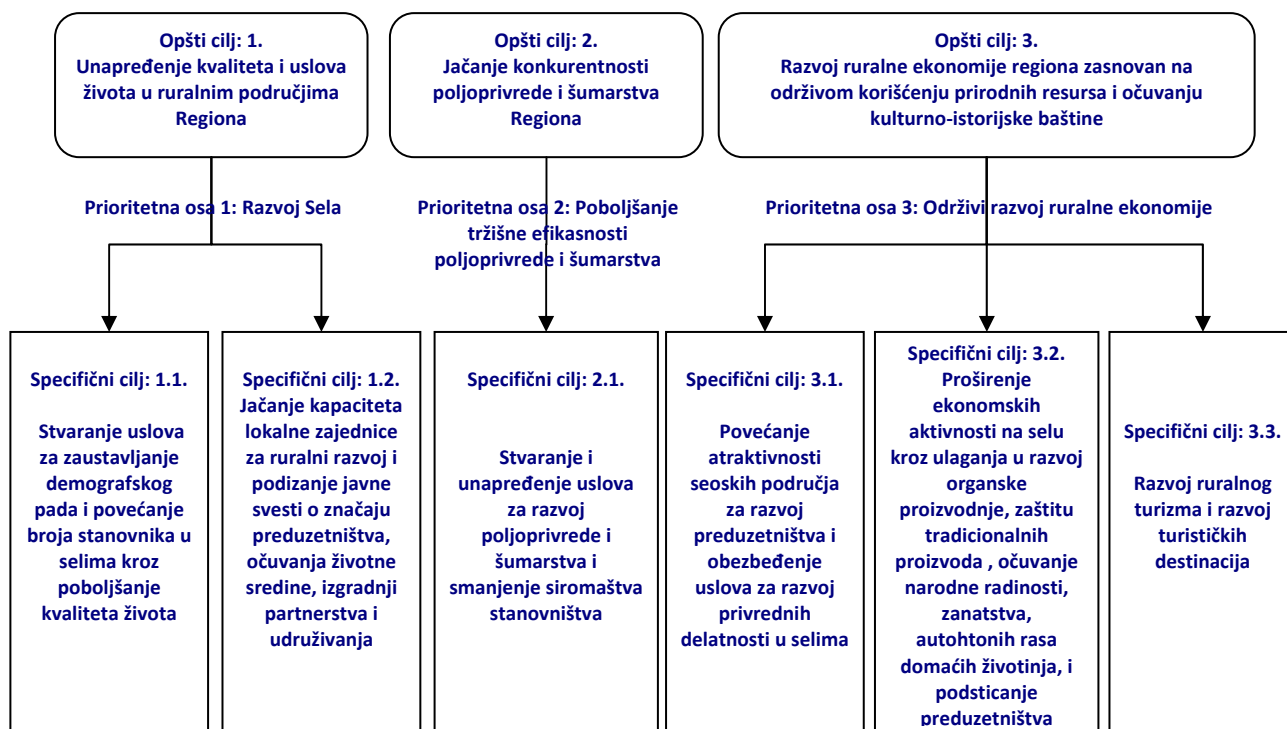 Opšti cilj: 1.
Unapređenje kvaliteta i uslova
života u ruralnim područjima
Regiona
Opšti cilj: 2.
Jačanje konkurentnosti
poljoprivrede i šumarstva
Regiona
Opšti cilj: 3.
Razvoj ruralne ekonomije regiona zasnovan na
održivom korišćenju prirodnih resursa i očuvanju
kulturno-istorijske baštine
Prioritetna osa 1: Razvoj Sela
Prioritetna osa 2: Poboljšanje
tržišne efikasnosti
poljoprivrede i šumarstva
Prioritetna osa 3: Održivi razvoj ruralne ekonomije
Specifični cilj: 1.1.
Stvaranje uslova
za zaustavljanje
demografskog
pada i povećanje
broja stanovnika u
selima kroz
poboljšanje
kvaliteta života
Specifični cilj: 1.2.
Jačanje kapaciteta
lokalne zajednice
za ruralni razvoj i
podizanje javne
svesti o značaju
preduzetništva,
očuvanja životne
sredine, izgradnji
partnerstva i
udruživanja
Specifični cilj: 2.1.
Stvaranje i
unapređenje uslova
za razvoj
poljoprivrede i
šumarstva i
smanjenje siromaštva
stanovništva
Specifični cilj: 3.1.
Povećanje
atraktivnosti
seoskih područja
za razvoj
preduzetništva i
obezbeđenje
uslova za razvoj
privrednih
delatnosti u selima
Specifični cilj: 3.2.
Proširenje
ekonomskih
aktivnosti na selu
kroz ulaganja u razvoj
organske
proizvodnje, zaštitu
tradicionalnih
proizvoda , očuvanje
narodne radinosti,
zanatstva,
autohtonih rasa
domaćih životinja, i
podsticanje
preduzetništva
Specifični cilj: 3.3.
Razvoj ruralnog
turizma i razvoj
turističkih
destinacija